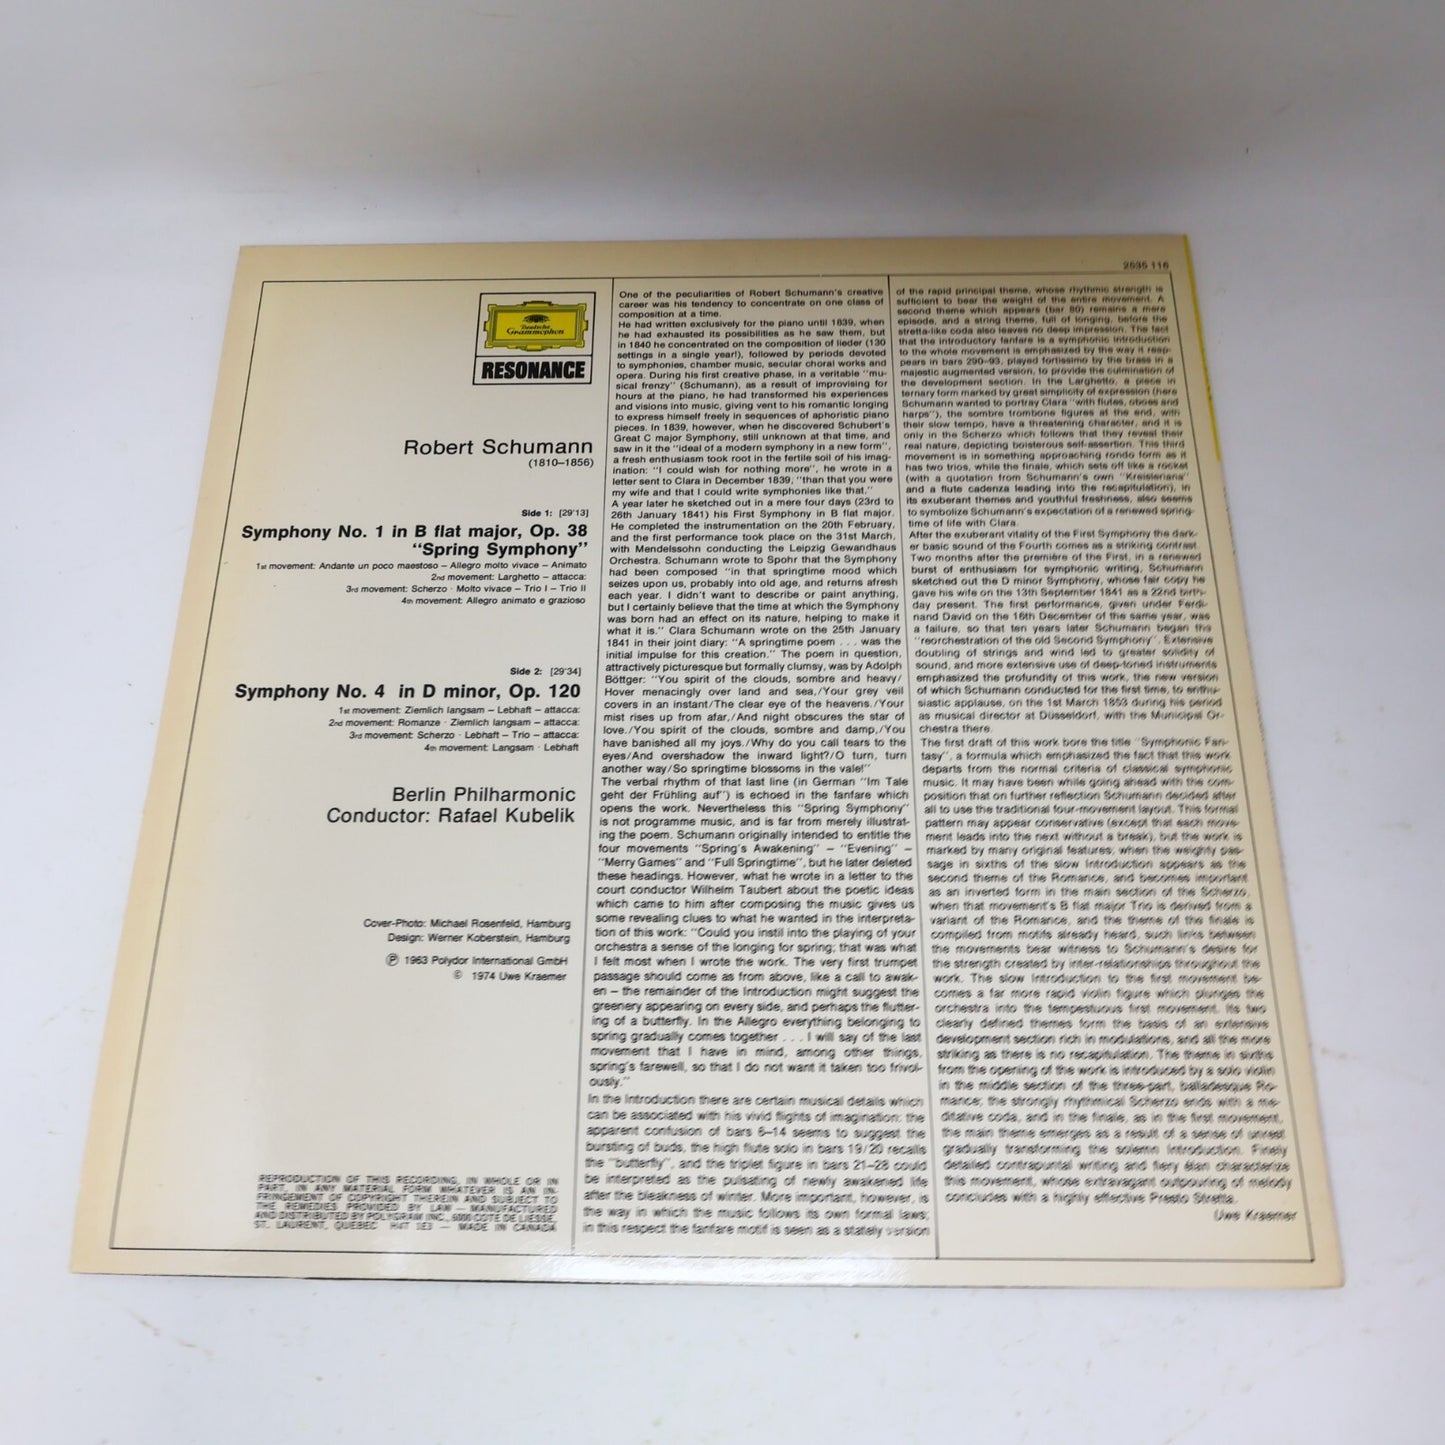 2535 116
Deutsche
Grammophon
RESONANCE
Robert Schumann
(1810–1856)
Side 1: [29'13]
Symphony No. 1 in B flat major, Op. 38
"Spring Symphony"
1st movement: Andante un poco maestoso – Allegro molto vivace – Animato
2nd movement: Larghetto – attacca:
3rd movement: Scherzo · Molto vivace – Trio I – Trio II
4th movement: Allegro animato e grazioso
Side 2: [29'34]
Symphony No. 4 in D minor, Op. 120
1st movement: Ziemlich langsam – Lebhaft – attacca:
2nd movement: Romanze · Ziemlich langsam – attacca:
3rd movement: Scherzo · Lebhaft – Trio – attacca:
4th movement: Langsam · Lebhaft
Berlin Philharmonic
Conductor: Rafael Kubelik
Cover-Photo: Michael Rosenfeld, Hamburg
Design: Werner Koberstein, Hamburg
℗ 1963 Polydor International GmbH
© 1974 Uwe Kraemer
REPRODUCTION OF THIS RECORDING, IN WHOLE OR IN
PART, IN ANY MATERIAL FORM WHATEVER IS AN IN-
FRINGEMENT OF COPYRIGHT THEREIN AND SUBJECT TO
THE REMEDIES PROVIDED BY LAW — MANUFACTURED
AND DISTRIBUTED BY POLYGRAM INC., 6000 COTE DE LIESSE,
ST. LAURENT, QUEBEC H4T 1E3 — MADE IN CANADA
One of the peculiarities of Robert Schumann's creative
career was his tendency to concentrate on one class of
composition at a time.
He had written exclusively for the piano until 1839, when
he had exhausted its possibilities as he saw them, but
in 1840 he concentrated on the composition of lieder (130
settings in a single year!), followed by periods devoted
to symphonies, chamber music, secular choral works and
opera. During his first creative phase, in a veritable "mu-
sical frenzy" (Schumann), as a result of improvising for
hours at the piano, he had transformed his experiences
and visions into music, giving vent to his romantic longing
to express himself freely in sequences of aphoristic piano
pieces. In 1839, however, when he discovered Schubert's
Great C major Symphony, still unknown at that time, and
saw in it the "ideal of a modern symphony in a new form",
a fresh enthusiasm took root in the fertile soil of his imag-
ination: "I could wish for nothing more", he wrote in a
letter sent to Clara in December 1839, "than that you were
my wife and that I could write symphonies like that."
A year later he sketched out in a mere four days (23rd to
26th January 1841) his First Symphony in B flat major.
He completed the instrumentation on the 20th February,
and the first performance took place on the 31st March,
with Mendelssohn conducting the Leipzig Gewandhaus
Orchestra. Schumann wrote to Spohr that the Symphony
had been composed "in that springtime mood which
seizes upon us, probably into old age, and returns afresh
each year. I didn't want to describe or paint anything,
but I certainly believe that the time at which the Symphony
was born had an effect on its nature, helping to make it
what it is." Clara Schumann wrote on the 25th January
1841 in their joint diary: "A springtime poem . . . was the
initial impulse for this creation." The poem in question,
attractively picturesque but formally clumsy, was by Adolph
Böttger: "You spirit of the clouds, sombre and heavy/
Hover menacingly over land and sea,/Your grey veil
covers in an instant/The clear eye of the heavens./Your
mist rises up from afar,/And night obscures the star of
love./You spirit of the clouds, sombre and damp,/You
have banished all my joys./Why do you call tears to the
eyes/And overshadow the inward light?/O turn, turn
another way/So springtime blossoms in the vale!"
The verbal rhythm of that last line (in German "Im Tale
geht der Frühling auf") is echoed in the fanfare which
opens the work. Nevertheless this "Spring Symphony"
is not programme music, and is far from merely illustrat-
ing the poem. Schumann originally intended to entitle the
four movements "Spring's Awakening" – "Evening" –
"Merry Games" and "Full Springtime", but he later deleted
these headings. However, what he wrote in a letter to the
court conductor Wilhelm Taubert about the poetic ideas
which came to him after composing the music gives us
some revealing clues to what he wanted in the interpreta-
tion of this work: "Could you instil into the playing of your
orchestra a sense of the longing for spring; that was what
I felt most when I wrote the work. The very first trumpet
passage should come as from above, like a call to awak-
en – the remainder of the Introduction might suggest the
greenery appearing on every side, and perhaps the flutter-
ing of a butterfly. In the Allegro everything belonging to
spring gradually comes together . . . I will say of the last
movement that I have in mind, among other things,
spring's farewell, so that I do not want it taken too frivol-
ously."
In the Introduction there are certain musical details which
can be associated with his vivid flights of imagination: the
apparent confusion of bars 6–14 seems to suggest the
bursting of buds, the high flute solo in bars 19/20 recalls
the "butterfly", and the triplet figure in bars 21–28 could
be interpreted as the pulsating of newly awakened life
after the bleakness of winter. More important, however, is
the way in which the music follows its own formal laws;
in this respect the fanfare motif is seen as a stately version
of the rapid principal theme, whose rhythmic strength is
sufficient to bear the weight of the entire movement. A
second theme which appears (bar 80) remains a mere
episode, and a string theme, full of longing, before the
stretta-like coda also leaves no deep impression. The fact
that the introductory fanfare is a symphonic introduction
to the whole movement is emphasized by the way it reap-
pears in bars 290–93, played fortissimo by the brass in a
majestic augmented version, to provide the culmination of
the development section. In the Larghetto, a piece in
ternary form marked by great simplicity of expression (here
Schumann wanted to portray Clara "with flutes, oboes and
harps"), the sombre trombone figures at the end, with
their slow tempo, have a threatening character, and it is
only in the Scherzo which follows that they reveal their
real nature, depicting boisterous self-assertion. This third
movement is in something approaching rondo form as it
has two trios, while the finale, which sets off like a rocket
(with a quotation from Schumann's own "Kreisleriana"
and a flute cadenza leading into the recapitulation), in
its exuberant themes and youthful freshness, also seems
to symbolize Schumann's expectation of a renewed spring-
time of life with Clara.
After the exuberant vitality of the First Symphony the dark-
er basic sound of the Fourth comes as a striking contrast.
Two months after the première of the First, in a renewed
burst of enthusiasm for symphonic writing, Schumann
sketched out the D minor Symphony, whose fair copy he
gave his wife on the 13th September 1841 as a 22nd birth-
day present. The first performance, given under Ferdi-
nand David on the 16th December of the same year, was
a failure, so that ten years later Schumann began the
"reorchestration of the old Second Symphony". Extensive
doubling of strings and wind led to greater solidity of
sound, and more extensive use of deep-toned instruments
emphasized the profundity of this work, the new version
of which Schumann conducted for the first time, to enthu-
siastic applause, on the 1st March 1853 during his period
as musical director at Düsseldorf, with the Municipal Or-
chestra there.
The first draft of this work bore the title "Symphonic Fan-
tasy", a formula which emphasized the fact that this work
departs from the normal criteria of classical symphonic
music. It may have been while going ahead with the com-
position that on further reflection Schumann decided after
all to use the traditional four-movement layout. This formal
pattern may appear conservative (except that each move-
ment leads into the next without a break), but the work is
marked by many original features; when the weighty pas-
sage in sixths of the slow Introduction appears as the
second theme of the Romance, and becomes important
as an inverted form in the main section of the Scherzo,
when that movement's B flat major Trio is derived from a
variant of the Romance, and the theme of the finale is
compiled from motifs already heard, such links between
the movements bear witness to Schumann's desire for
the strength created by inter-relationships throughout the
work. The slow Introduction to the first movement be-
comes a far more rapid violin figure which plunges the
orchestra into the tempestuous first movement. Its two
clearly defined themes form the basis of an extensive
development section rich in modulations, and all the more
striking as there is no recapitulation. The theme in sixths
from the opening of the work is introduced by a solo violin
in the middle section of the three-part, balladesque Ro-
mance; the strongly rhythmical Scherzo ends with a me-
ditative coda, and in the finale, as in the first movement,
the main theme emerges as a result of a sense of unrest
gradually transforming the solemn Introduction. Finely
detailed contrapuntal writing and fiery élan characterize
this movement, whose extravagant outpouring of melody
concludes with a highly effective Presto Stretta.
Uwe Kraemer